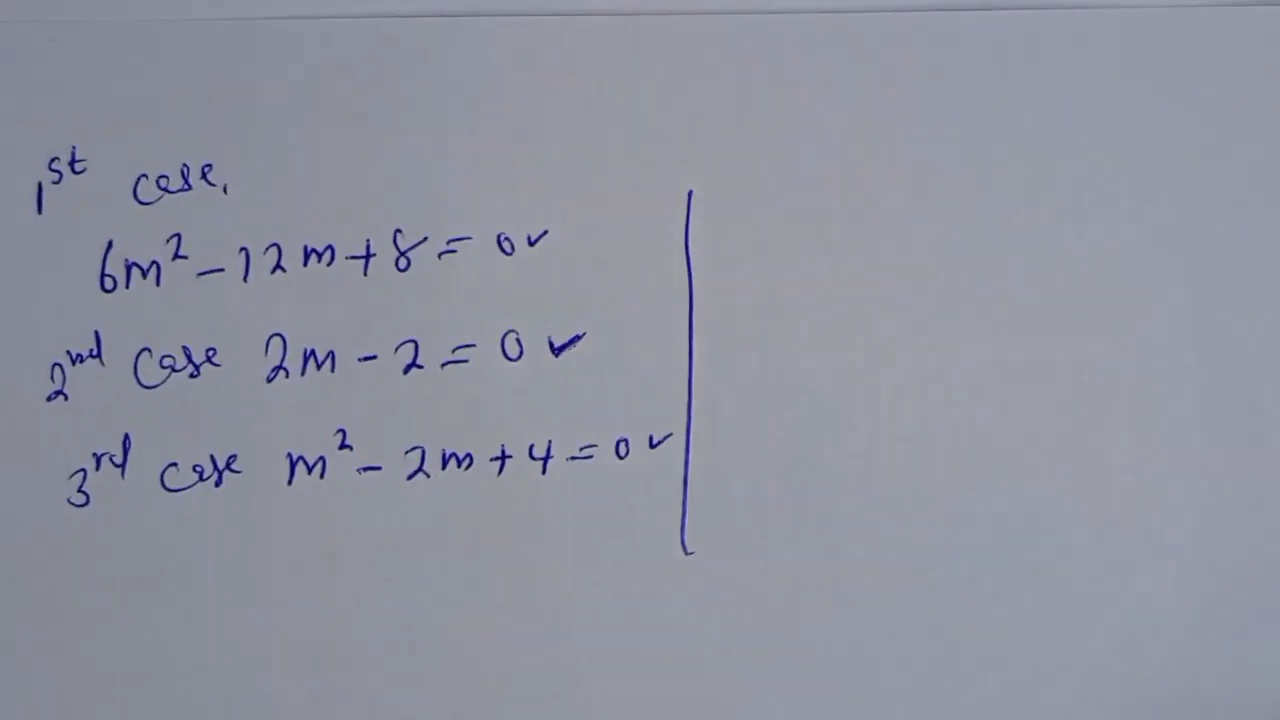 1st case.
6m² - 12m + 8 = 0 ✓
2nd case 2m - 2 = 0 ✓
3rd case m² - 2m + 4 = 0 ✓